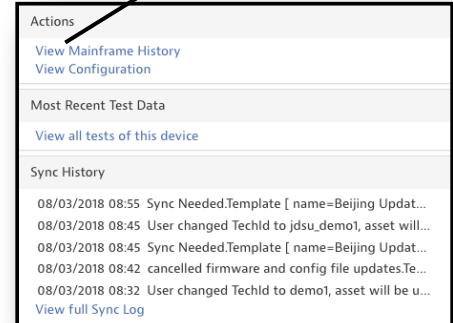 Actions
View Mainframe History
View Configuration
Most Recent Test Data
View all tests of this device
Sync History
08/03/2018 08:55 Sync Needed.Template [ name=Beijing Updat...
08/03/2018 08:45 User changed TechId to jdsu_demo1, asset will...
08/03/2018 08:45 Sync Needed.Template [ name=Beijing Updat...
08/03/2018 08:42 cancelled firmware and config file updates.Te...
08/03/2018 08:32 User changed TechId to demo1, asset will be u...
View full Sync Log